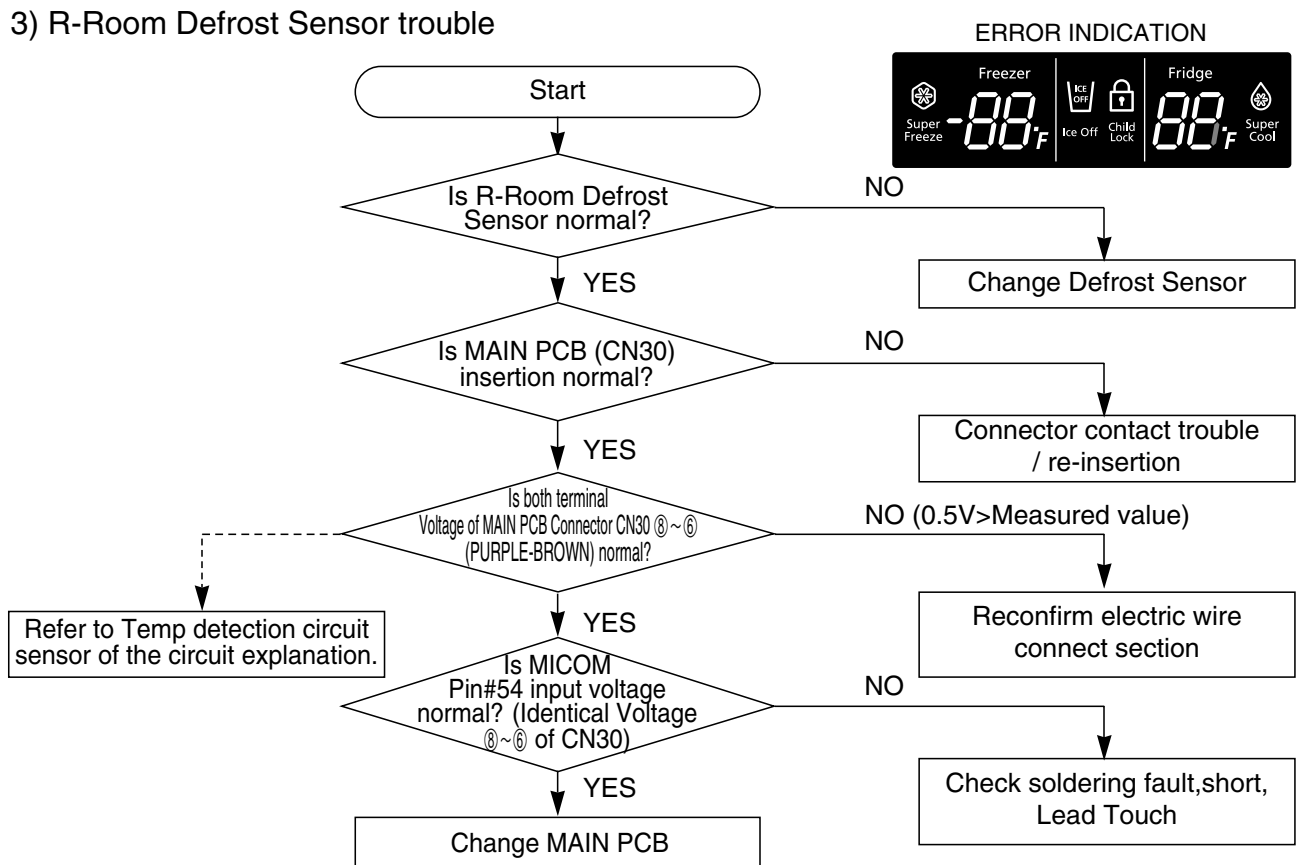 3) R-Room Defrost Sensor trouble
ERROR INDICATION
Freezer
Fridge
ICE
OFF
Super
Freeze
-88°F
Ice Off
Child
Lock
88°F
Super
Cool
Start
Is R-Room Defrost
Sensor normal?
NO
Change Defrost Sensor
YES
Is MAIN PCB (CN30)
insertion normal?
NO
Connector contact trouble
/ re-insertion
YES
Is both terminal
Voltage of MAIN PCB Connector CN30 ⑧~⑥
(PURPLE-BROWN) normal?
NO (0.5V>Measured value)
Reconfirm electric wire
connect section
Refer to Temp detection circuit
sensor of the circuit explanation.
YES
Is MICOM
Pin#54 input voltage
normal? (Identical Voltage
⑧~⑥ of CN30)
NO
Check soldering fault,short,
Lead Touch
YES
Change MAIN PCB